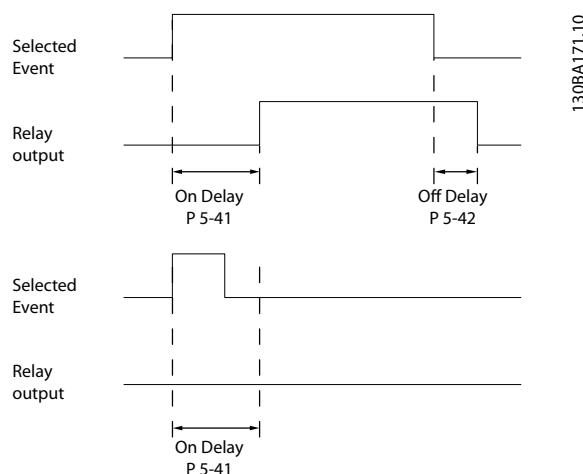 Selected
Event
130BA171.10
Relay
output
On Delay
P 5-41
Off Delay
P 5-42
Selected
Event
Relay
output
On Delay
P 5-41